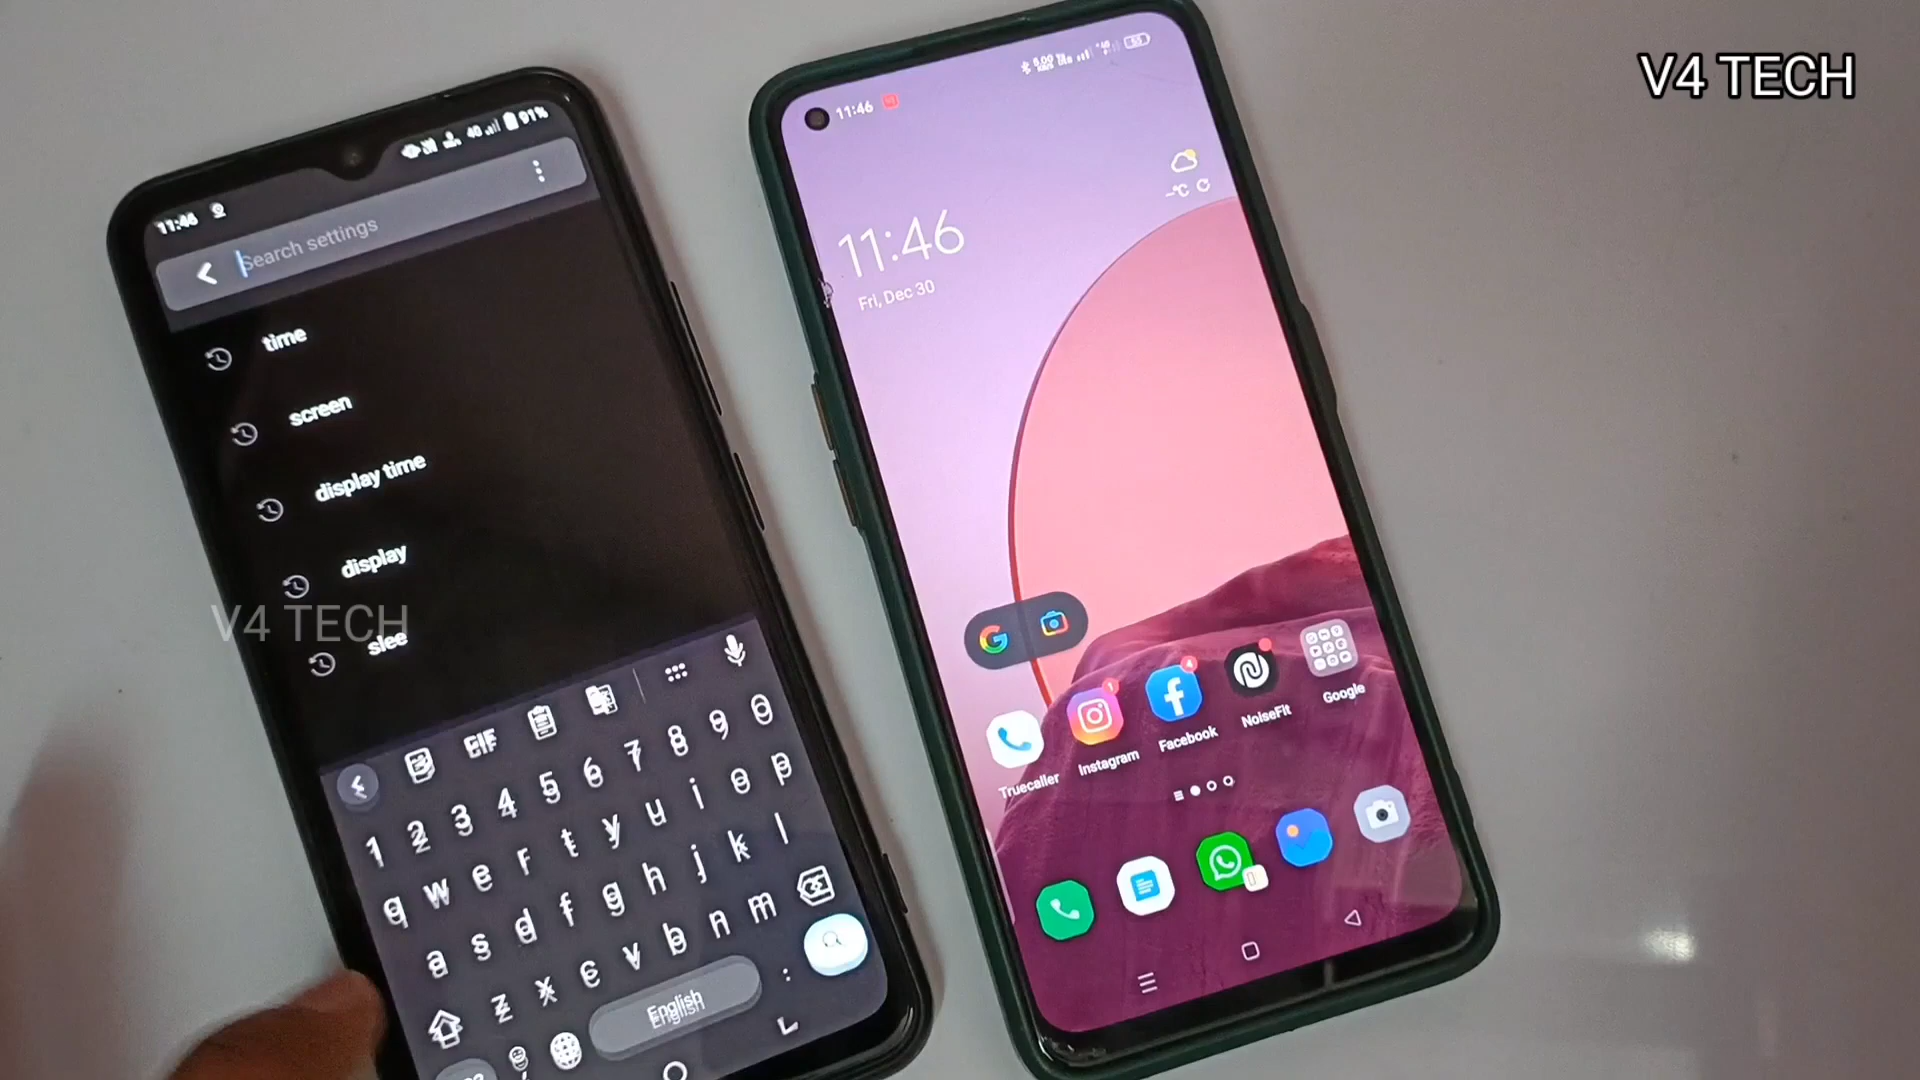 V4 TECH
11:46
4G
91%
Search settings
time
screen
display time
display
slee
V4 TECH
GIF
1 2 3 4 5 6 7 8 9 0
q w e r t y u i o p
a s d f g h j k l
z x c v b n m
English
11:46
11:46
Fri, Dec 30
Truecaller
Instagram
Facebook
NoiseFit
Google